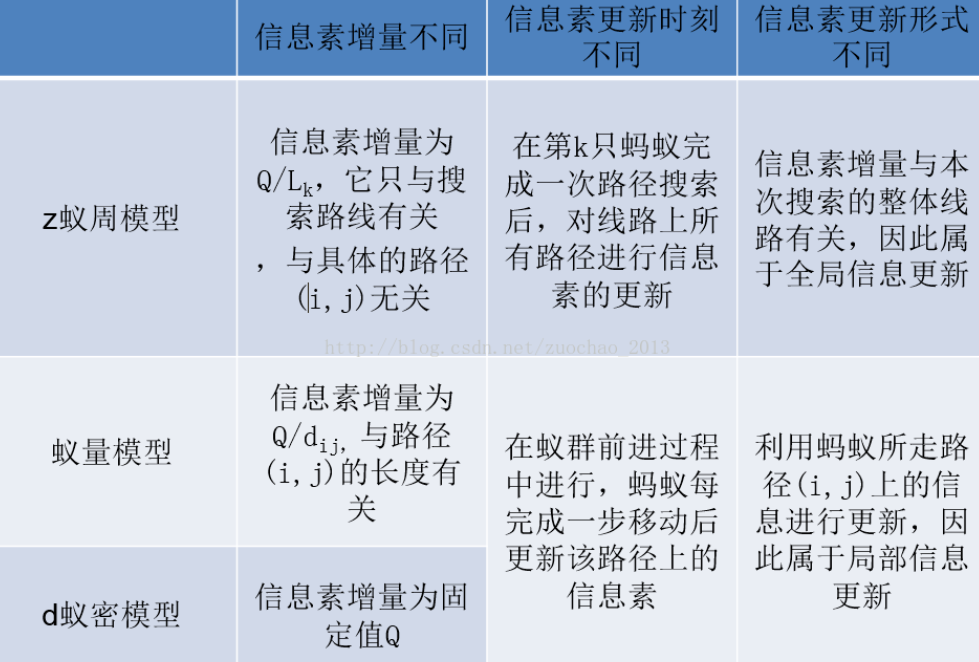 信息素增量不同
信息素更新时刻
不同
信息素更新形式
不同
z蚁周模型
信息素增量为
Q/Lk，它只与搜
索路线有关
，与具体的路径
(i,j)无关
在第k只蚂蚁完
成一次路径搜索
后，对线路上所
有路径进行信息
素的更新
信息素增量与本
次搜索的整体线
路有关，因此属
于全局信息更新
http://blog.csdn.net/zuochao_2013
蚁量模型
信息素增量为
Q/dij,与路径
(i,j)的长度有
关
在蚁群前进过程
中进行，蚂蚁每
完成一步移动后
更新该路径上的
信息素
利用蚂蚁所走路
径(i,j)上的信
息进行更新，因
此属于局部信息
更新
d蚁密模型
信息素增量为固
定值Q